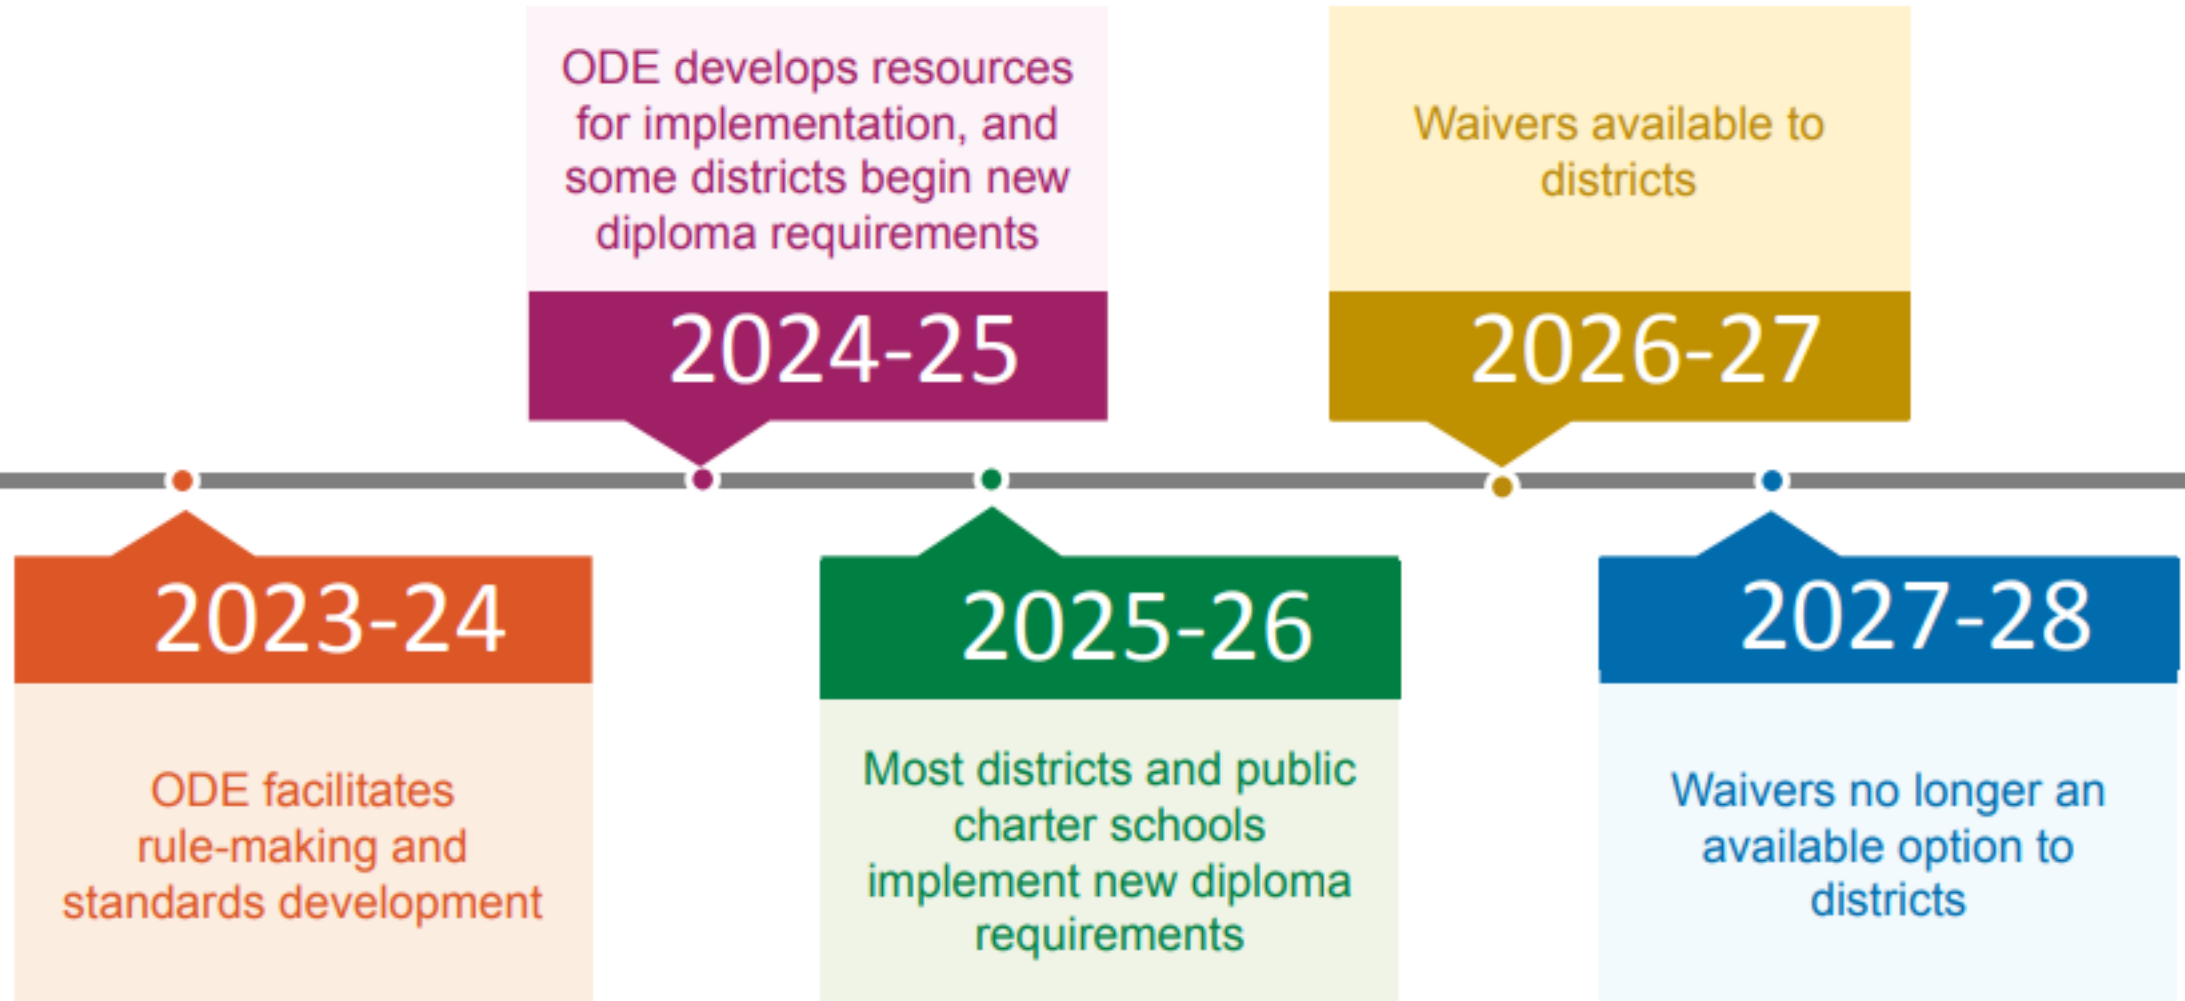 2023-24
ODE facilitates
rule-making and
standards development
ODE develops resources
for implementation, and
some districts begin new
diploma requirements
2024-25
2025-26
Most districts and public
charter schools
implement new diploma
requirements
Waivers available to
districts
2026-27
2027-28
Waivers no longer an
available option to
districts